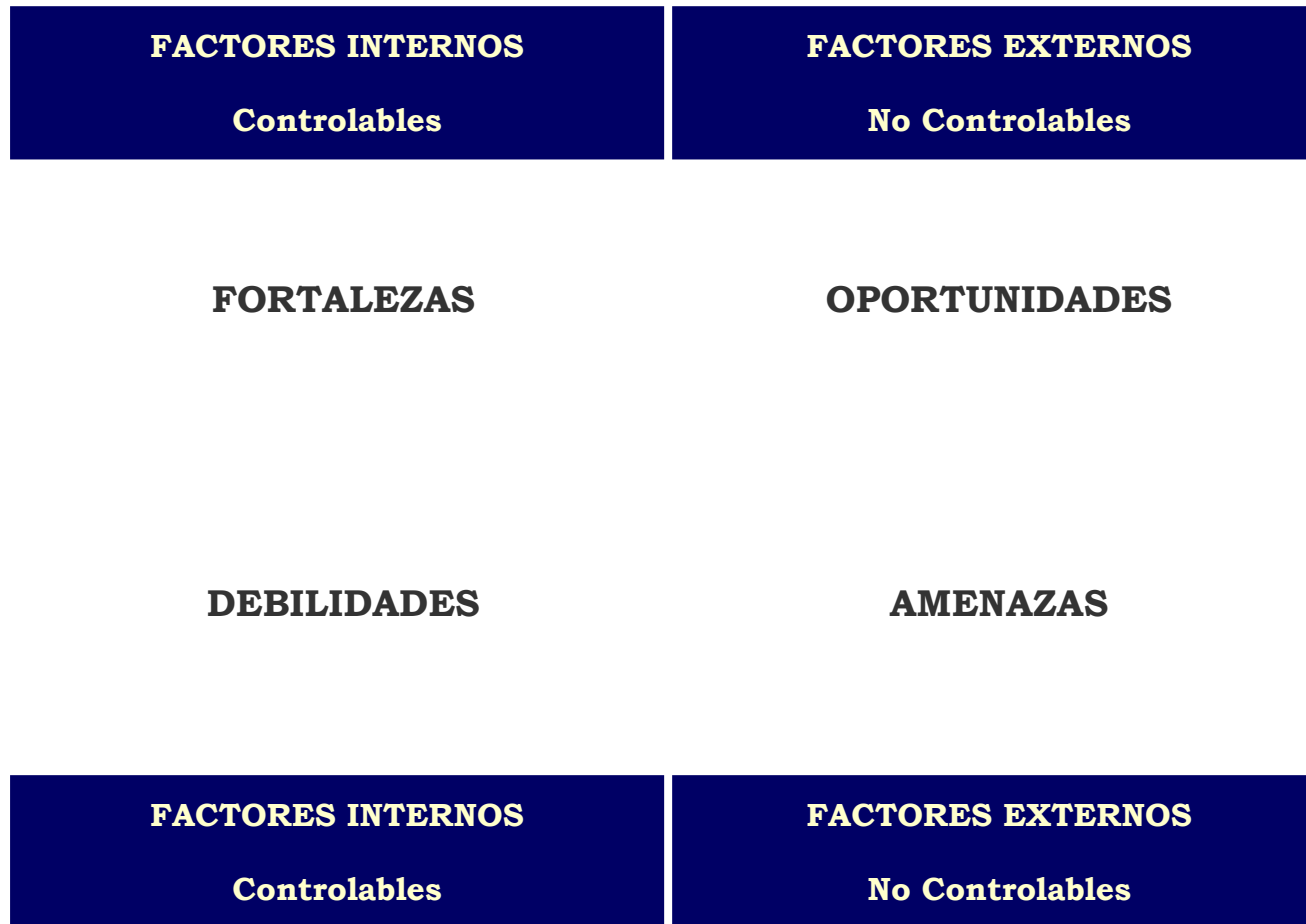 FACTORES INTERNOS
Controlables
FACTORES EXTERNOS
No Controlables
FORTALEZAS
OPORTUNIDADES
DEBILIDADES
AMENAZAS
FACTORES INTERNOS
Controlables
FACTORES EXTERNOS
No Controlables